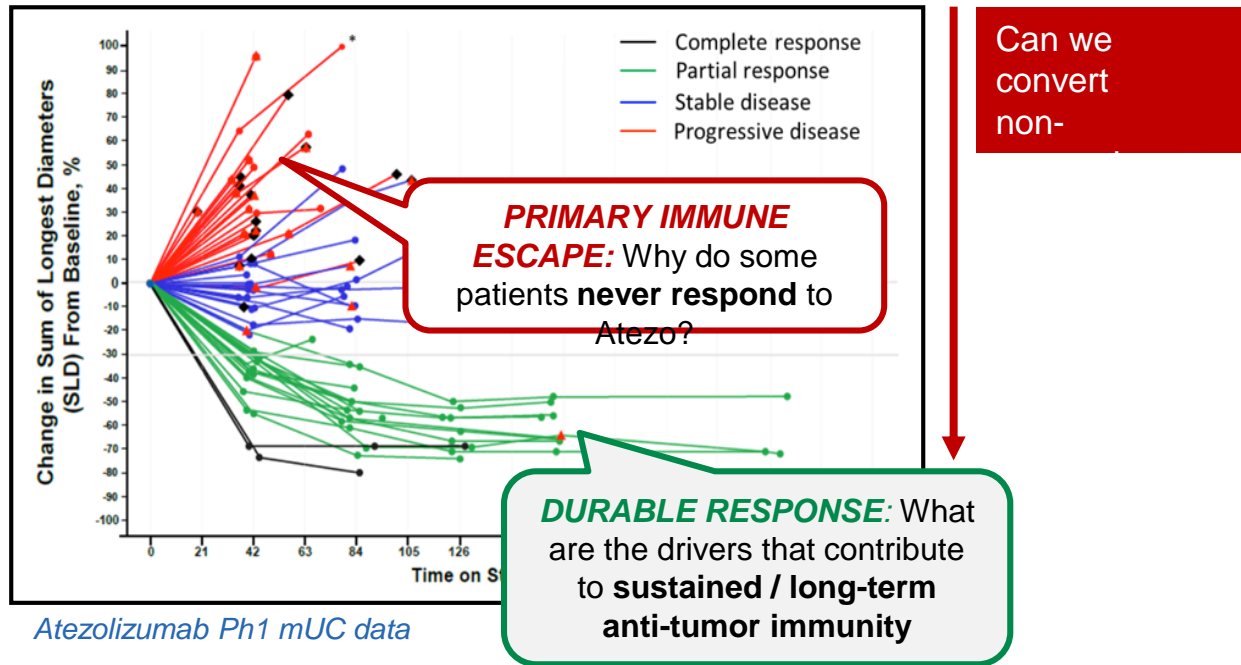 Change in Sum of Longest Diameters
(SLD) From Baseline, %
100
90
80
70
60
50
40
30
20
10
0
-10
-20
-30
-40
-50
-60
-70
-80
-90
-100
*
Complete response
Partial response
Stable disease
Progressive disease
PRIMARY IMMUNE
ESCAPE: Why do some
patients never respond to
Atezo?
0 21 42 63 84 105 126
Time on
DURABLE RESPONSE: What
are the drivers that contribute
to sustained / long-term
anti-tumor immunity
Atezolizumab Ph1 mUC data
Can we
convert
non-